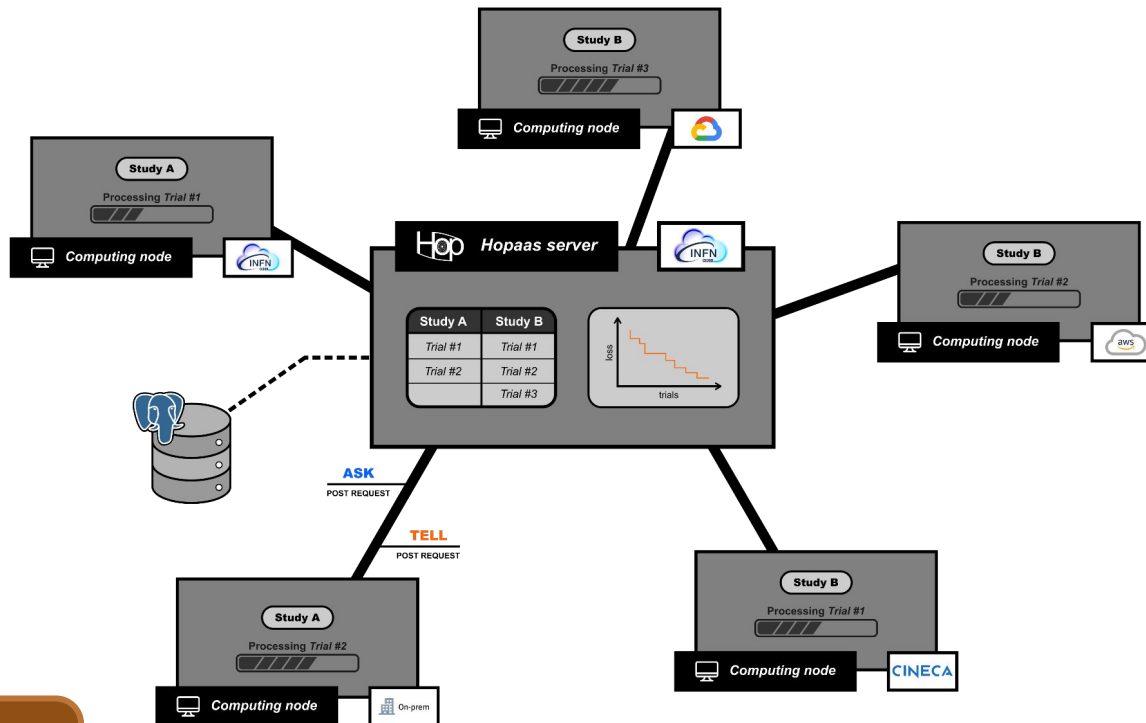 Study B
Processing Trial #3
Computing node
Study A
Processing Trial #1
Computing node
INFN
Hop
Hopaas server
INFN
Study B
Processing Trial #2
Computing node
aws
Study A Study B
Trial #1 Trial #1
Trial #2 Trial #2
Trial #3
loss
trials
ASK
POST REQUEST
TELL
POST REQUEST
Study A
Processing Trial #2
Computing node
On-prem
Study B
Processing Trial #1
Computing node
CINECA